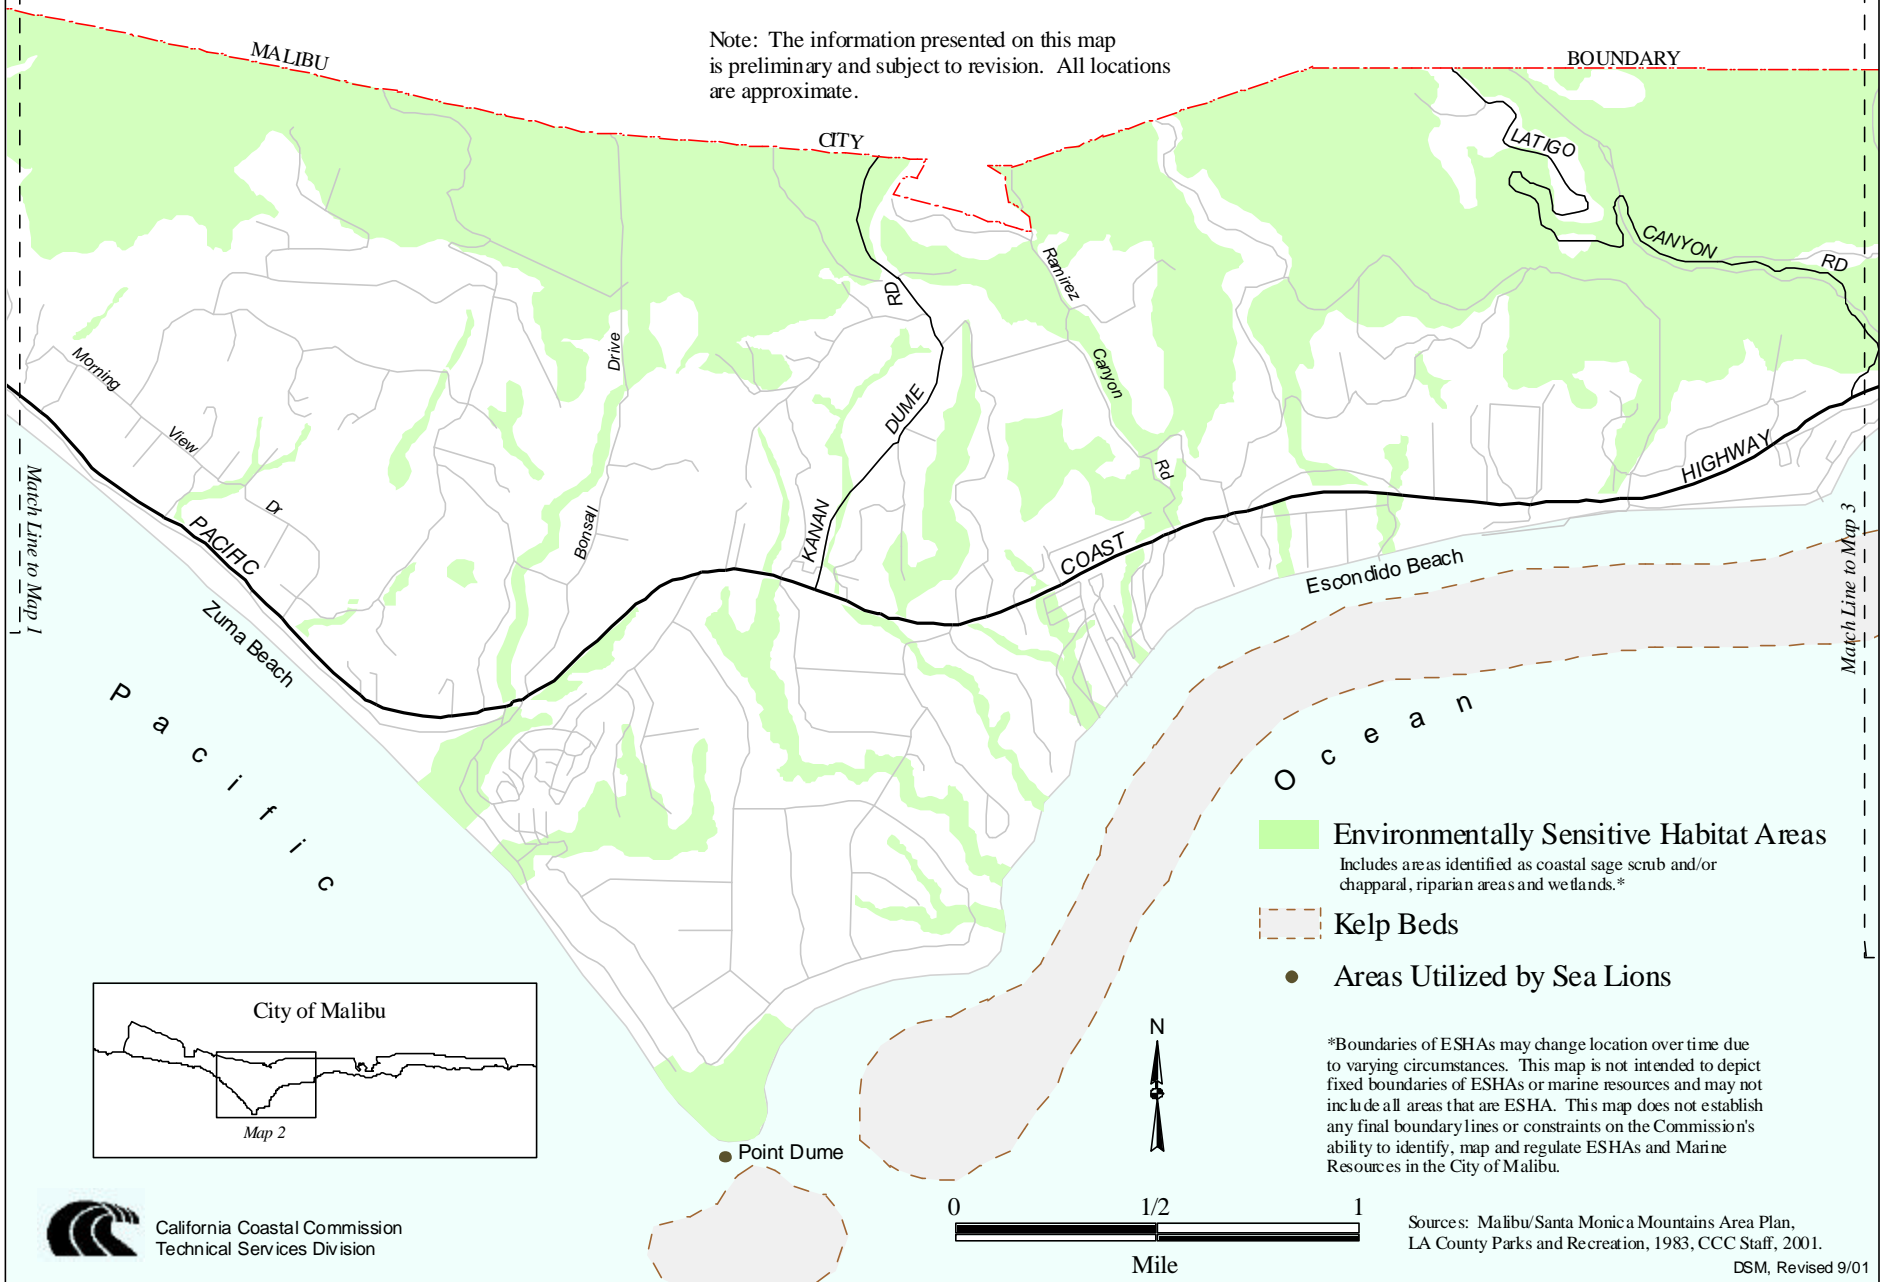 Note: The information presented on this map
is preliminary and subject to revision. All locations
are approximate.
MALIBU
CITY
BOUNDARY
LATIGO
CANYON
RD
Ramirez
Canyon
Rd
KANAN
DUME
RD
Bonsall
Drive
Morning
View
Dr
PACIFIC
COAST
HIGHWAY
Match Line to Map 1
Match Line to Map 3
Zuma Beach
Escondido Beach
Pacific
Ocean
Point Dume
Environmentally Sensitive Habitat Areas
Includes areas identified as coastal sage scrub and/or
chapparal, riparian areas and wetlands.*
Kelp Beds
Areas Utilized by Sea Lions
*Boundaries of ESHAs may change location over time due
to varying circumstances. This map is not intended to depict
fixed boundaries of ESHAs or marine resources and may not
include all areas that are ESHA. This map does not establish
any final boundary lines or constraints on the Commission's
ability to identify, map and regulate ESHAs and Marine
Resources in the City of Malibu.
City of Malibu
Map 2
N
0 1/2 1
Mile
California Coastal Commission
Technical Services Division
Sources: Malibu/Santa Monica Mountains Area Plan,
LA County Parks and Recreation, 1983, CCC Staff, 2001.
DSM, Revised 9/01